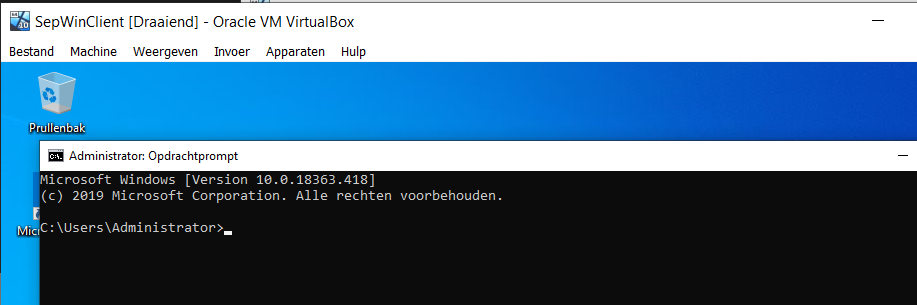 SepWinClient [Draaiend] - Oracle VM VirtualBox
Bestand Machine Weergeven Invoer Apparaten Hulp
Prullenbak
Administrator: Opdrachtprompt
Microsoft Windows [Version 10.0.18363.418]
(c) 2019 Microsoft Corporation. Alle rechten voorbehouden.
Micr
C:\Users\Administrator>